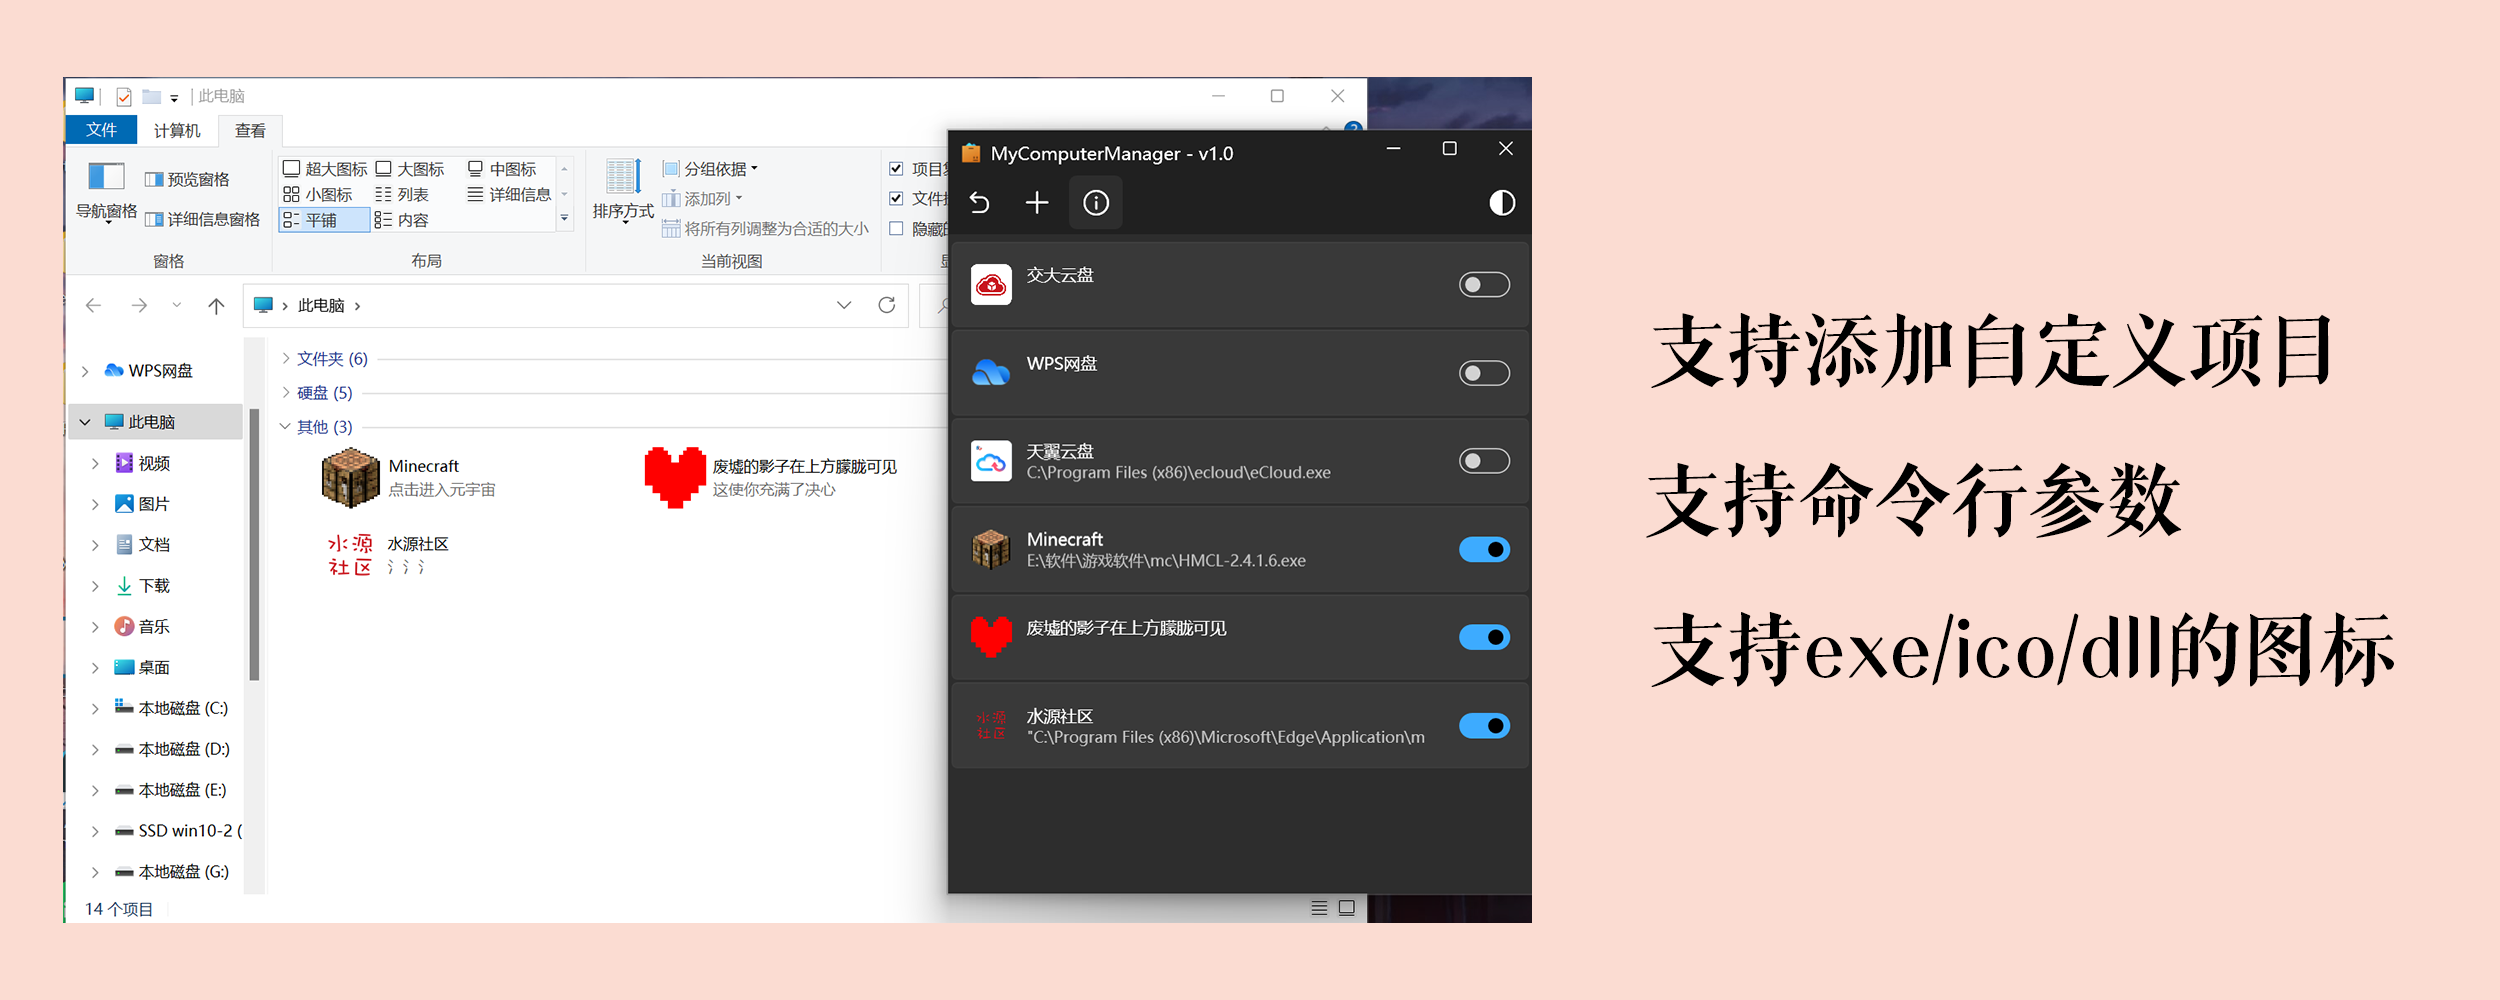 此电脑
文件 计算机 查看
导航窗格
预览窗格
详细信息窗格
窗格
超大图标 大图标 中图标
小图标 列表 详细信息
平铺 内容
布局
排序方式
分组依据
添加列
将所有列调整为合适的大小
当前视图
项目
文件
隐藏
此电脑
WPS网盘
此电脑
视频
图片
文档
下载
音乐
桌面
本地磁盘 (C:)
本地磁盘 (D:)
本地磁盘 (E:)
SSD win10-2 (
本地磁盘 (G:)
14 个项目
文件夹 (6)
硬盘 (5)
其他 (3)
Minecraft
点击进入元宇宙
废墟的影子在上方朦胧可见
这使你充满了决心
水源
社区
水源社区
氵氵氵
MyComputerManager - v1.0
交大云盘
WPS网盘
天翼云盘
C:\Program Files (x86)\ecloud\eCloud.exe
Minecraft
E:\软件\游戏软件\mc\HMCL-2.4.1.6.exe
废墟的影子在上方朦胧可见
水源
社区
水源社区
"C:\Program Files (x86)\Microsoft\Edge\Application\m
支持添加自定义项目
支持命令行参数
支持exe/ico/dll的图标